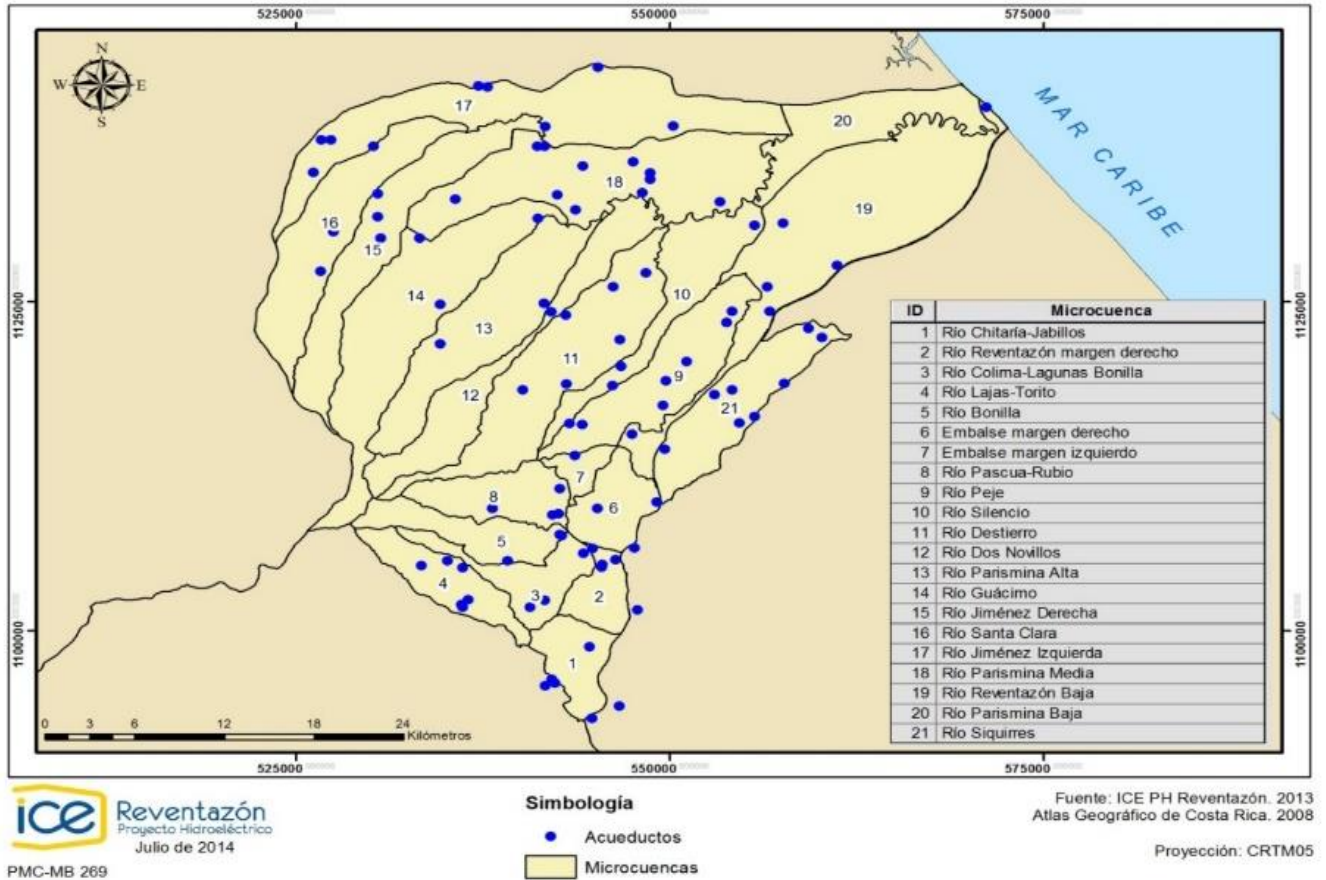 525000
550000
575000
N
W E
S
MAR CARIBE
17
20
18
19
16
15
14
10
13
11
9
12
21
7
8
6
5
4
3
2
1
1125000
1125000
1100000
1100000
ID Microcuenca
1 Río Chitaría-Jabillos
2 Río Reventazón margen derecho
3 Río Colima-Lagunas Bonilla
4 Río Lajas-Torito
5 Río Bonilla
6 Embalse margen derecho
7 Embalse margen izquierdo
8 Río Pascua-Rubio
9 Río Peje
10 Río Silencio
11 Río Destierro
12 Río Dos Novillos
13 Río Parismina Alta
14 Río Guácimo
15 Río Jiménez Derecha
16 Río Santa Clara
17 Río Jiménez Izquierda
18 Río Parismina Media
19 Río Reventazón Baja
20 Río Parismina Baja
21 Río Siquirres
0 3 6 12 18 24
Kilómetros
525000
550000
575000
ice Reventazón
Proyecto Hidroeléctrico
Julio de 2014
PMC-MB 269
Simbología
Acueductos
Microcuencas
Fuente: ICE PH Reventazón. 2013
Atlas Geográfico de Costa Rica. 2008
Proyección: CRTM05